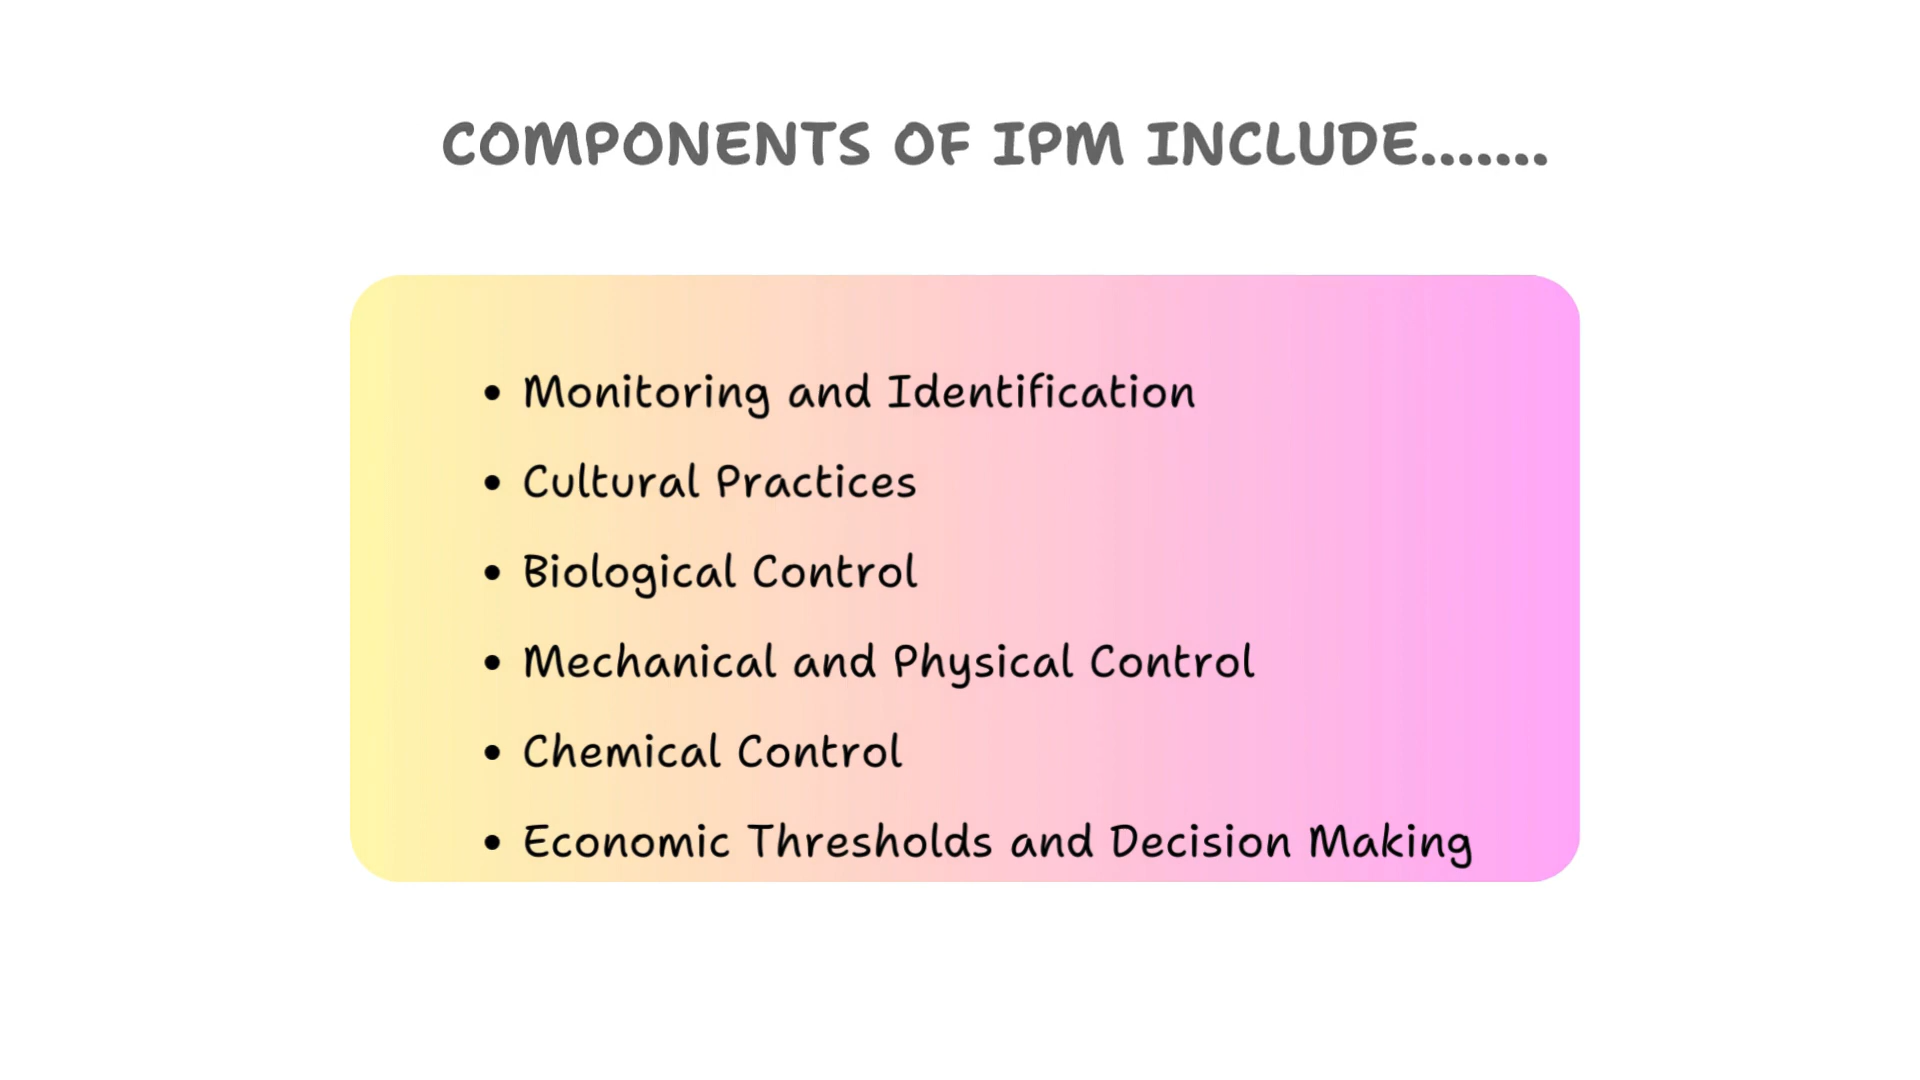 COMPONENTS OF IPM INCLUDE.......
• Monitoring and Identification
• Cultural Practices
• Biological Control
• Mechanical and Physical Control
• Chemical Control
• Economic Thresholds and Decision Making